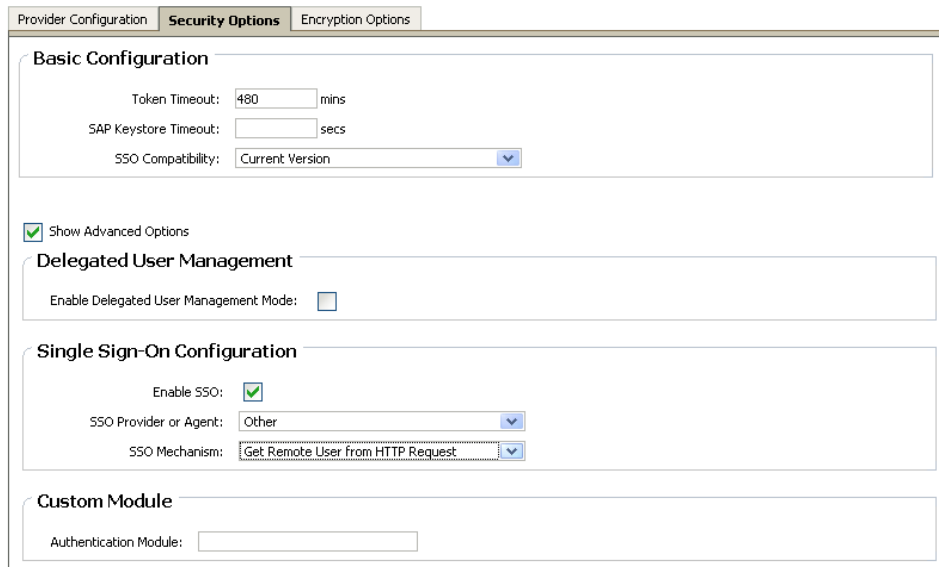 Provider Configuration Security Options Encryption Options
Basic Configuration
Token Timeout: 480 mins
SAP Keystore Timeout: secs
SSO Compatibility: Current Version
Show Advanced Options
Delegated User Management
Enable Delegated User Management Mode:
Single Sign-On Configuration
Enable SSO:
SSO Provider or Agent: Other
SSO Mechanism: Get Remote User from HTTP Request
Custom Module
Authentication Module: